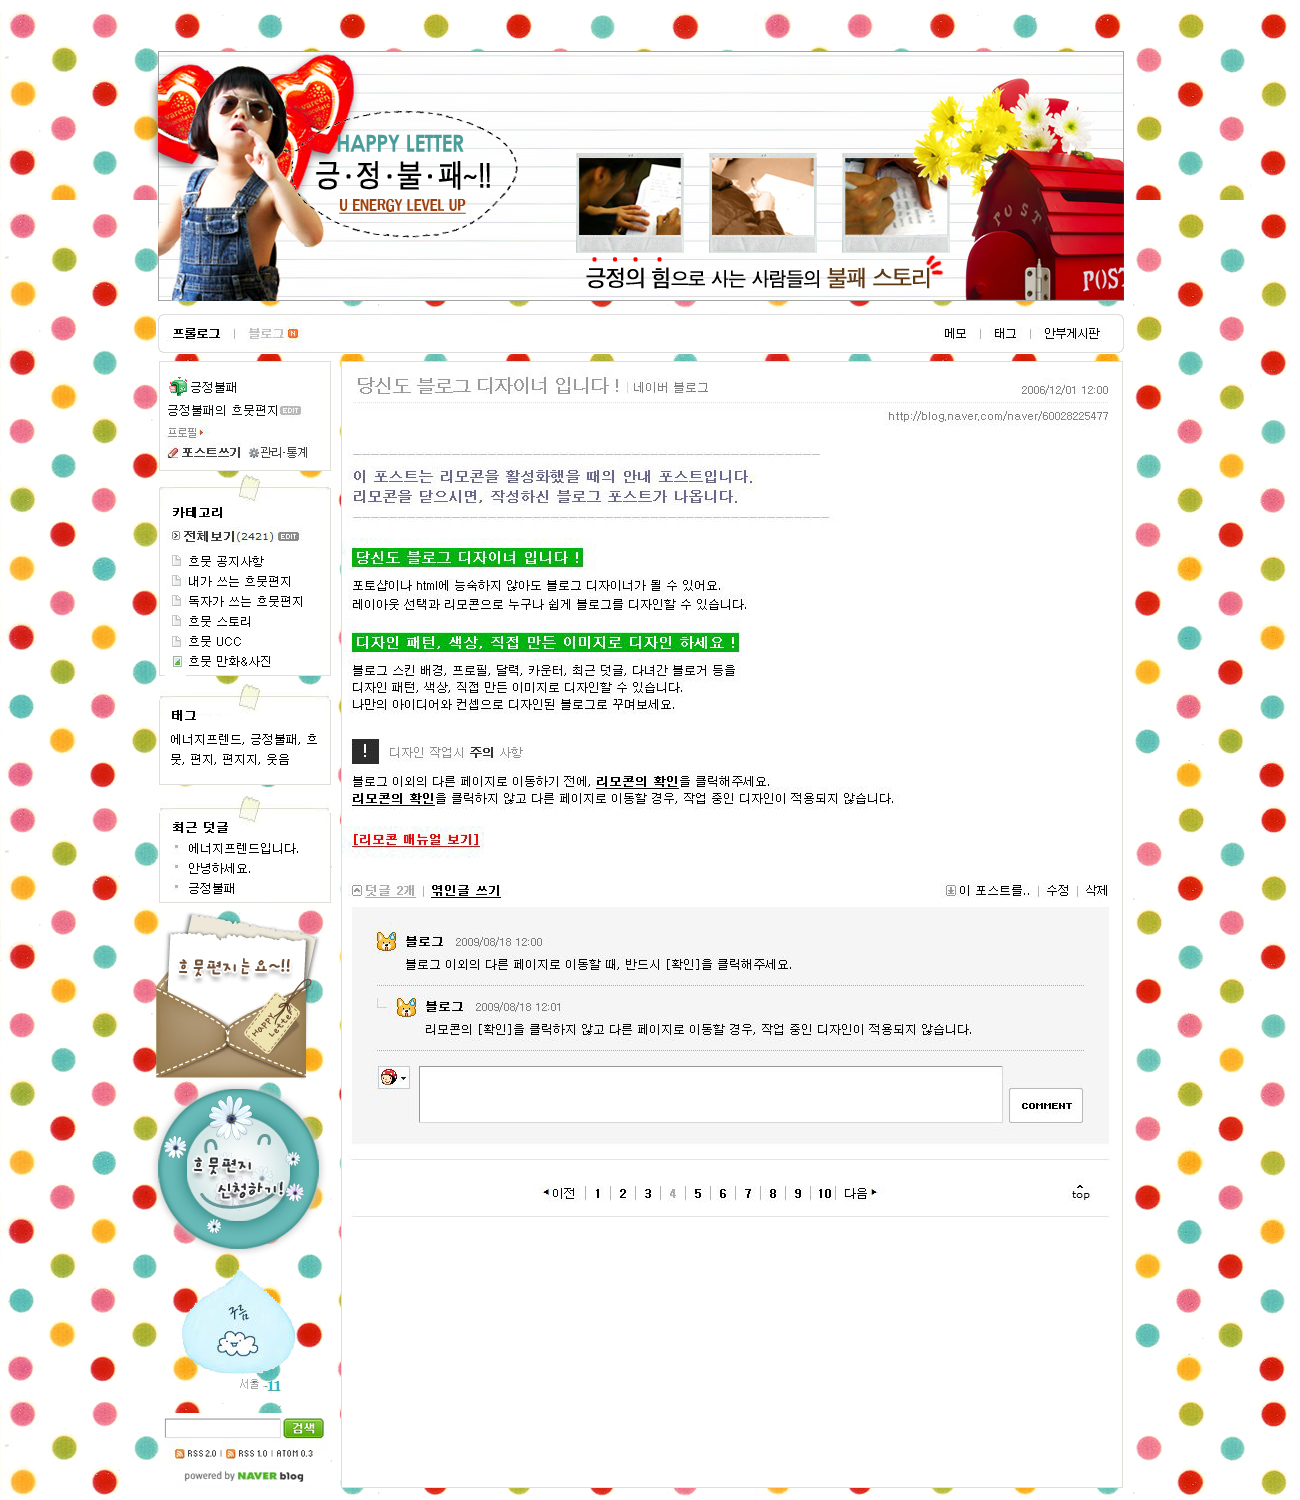 vareen
chocolate
vareen
chocolate
HAPPY LETTER
긍·정·불·패~!!
U ENERGY LEVEL UP
POST
POST
긍정의 힘으로 사는 사람들의 불패 스토리
프롤로그 | 블로그 N
메모 | 태그 | 안부게시판
긍정불패
긍정불패의 흐뭇편지 EDIT
프로필
포스트쓰기 관리·통계
카테고리
전체보기(2421) EDIT
흐뭇 공지사항
내가 쓰는 흐뭇편지
독자가 쓰는 흐뭇편지
흐뭇 스토리
흐뭇 UCC
흐뭇 만화&사진
태그
에너지프렌드, 긍정불패, 흐
뭇, 편지, 편지지, 웃음
최근 덧글
에너지프렌드입니다.
안녕하세요.
긍정불패
흐뭇편지는요~!!
HAPPY
Letter
흐뭇편지
신청하기!
구름
서울 -11
검색
RSS 2.0 | RSS 1.0 | ATOM 0.3
powered by NAVER blog
당신도 블로그 디자이너 입니다 ! | 네이버 블로그
2006/12/01 12:00
http://blog.naver.com/naver/60028225477
이 포스트는 리모콘을 활성화했을 때의 안내 포스트입니다.
리모콘을 닫으시면, 작성하신 블로그 포스트가 나옵니다.
당신도 블로그 디자이너 입니다 !
포토샵이나 html에 능숙하지 않아도 블로그 디자이너가 될 수 있어요.
레이아웃 선택과 리모콘으로 누구나 쉽게 블로그를 디자인할 수 있습니다.
디자인 패턴, 색상, 직접 만든 이미지로 디자인 하세요 !
블로그 스킨 배경, 프로필, 달력, 카운터, 최근 덧글, 다녀간 블로거 등을
디자인 패턴, 색상, 직접 만든 이미지로 디자인할 수 있습니다.
나만의 아이디어와 컨셉으로 디자인된 블로그로 꾸며보세요.
! 디자인 작업시 주의 사항
블로그 이외의 다른 페이지로 이동하기 전에, 리모콘의 확인을 클릭해주세요.
리모콘의 확인을 클릭하지 않고 다른 페이지로 이동할 경우, 작업 중인 디자인이 적용되지 않습니다.
[리모콘 매뉴얼 보기]
덧글 2개 | 엮인글 쓰기
이 포스트를.. | 수정 | 삭제
블로그 2009/08/18 12:00
블로그 이외의 다른 페이지로 이동할 때, 반드시 [확인]을 클릭해주세요.
블로그 2009/08/18 12:01
리모콘의 [확인]을 클릭하지 않고 다른 페이지로 이동할 경우, 작업 중인 디자인이 적용되지 않습니다.
COMMENT
이전 | 1 | 2 | 3 | 4 | 5 | 6 | 7 | 8 | 9 | 10 | 다음
top